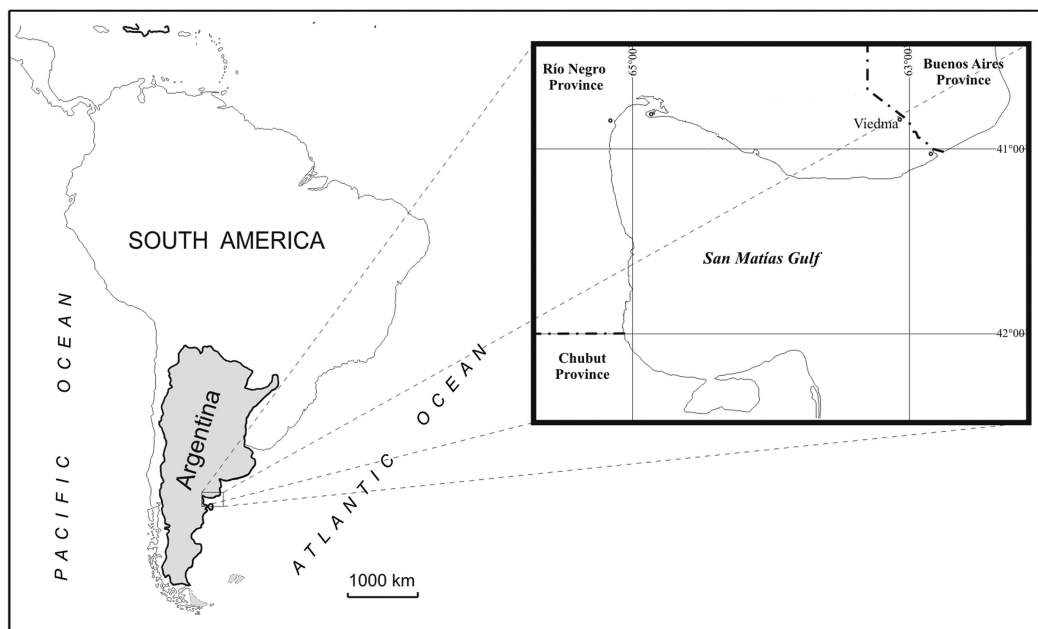 SOUTH AMERICA
PACIFIC OCEAN
Argentina
ATLANTIC OCEAN
1000 km
Río Negro
Province
65°00'
63°00'
Buenos Aires
Province
Viedma
41°00'
San Matías Gulf
42°00'
Chubut
Province